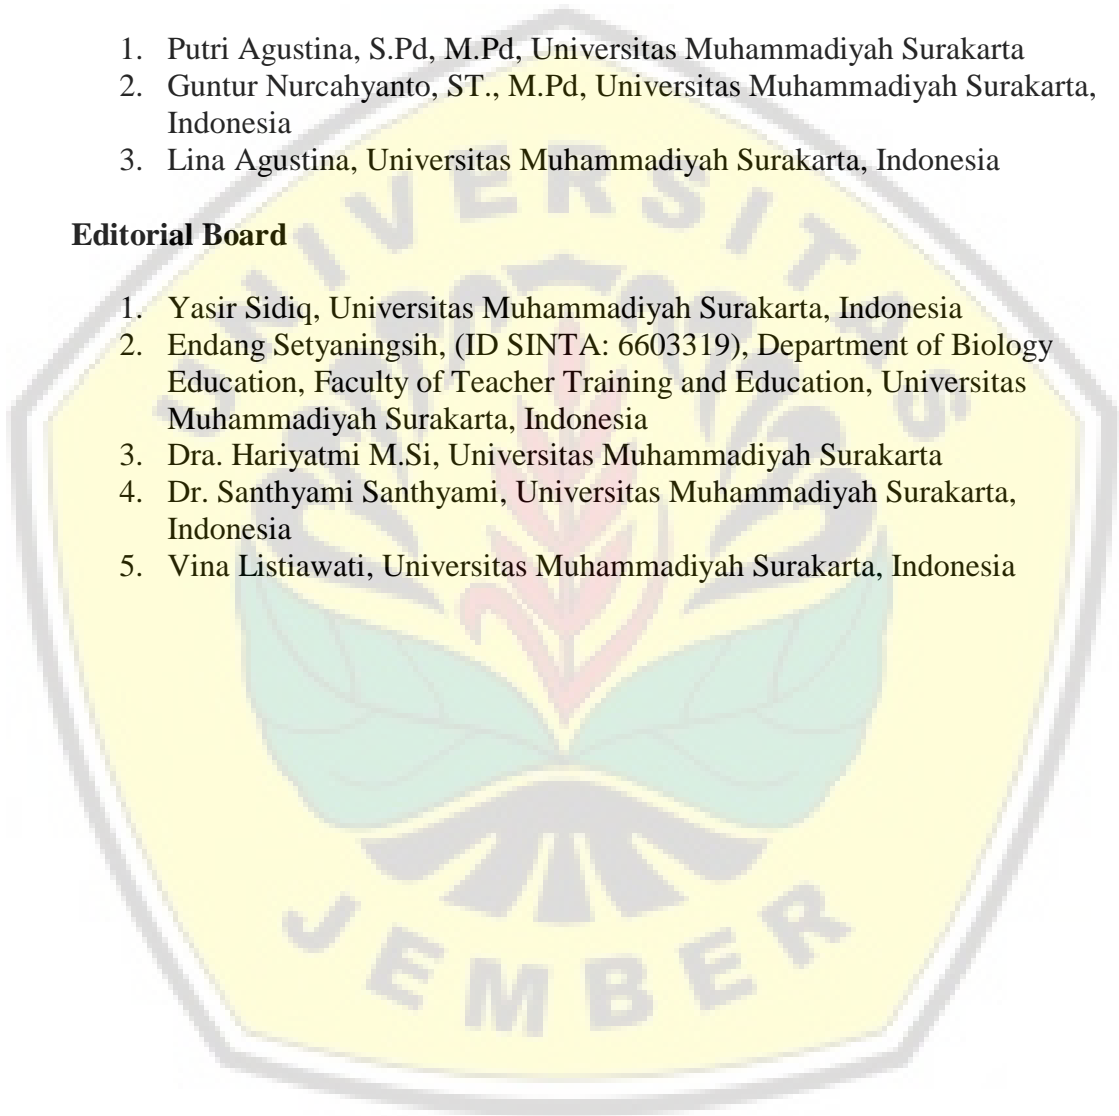 1. Putri Agustina, S.Pd, M.Pd, Universitas Muhammadiyah Surakarta
2. Guntur Nurcahyanto, ST., M.Pd, Universitas Muhammadiyah Surakarta,
Indonesia
3. Lina Agustina, Universitas Muhammadiyah Surakarta, Indonesia
Editorial Board
1. Yasir Sidiq, Universitas Muhammadiyah Surakarta, Indonesia
2. Endang Setyaningsih, (ID SINTA: 6603319), Department of Biology
Education, Faculty of Teacher Training and Education, Universitas
Muhammadiyah Surakarta, Indonesia
3. Dra. Hariyatmi M.Si, Universitas Muhammadiyah Surakarta
4. Dr. Santhyami Santhyami, Universitas Muhammadiyah Surakarta,
Indonesia
5. Vina Listiawati, Universitas Muhammadiyah Surakarta, Indonesia
UNIVERSITAS
JEMBER